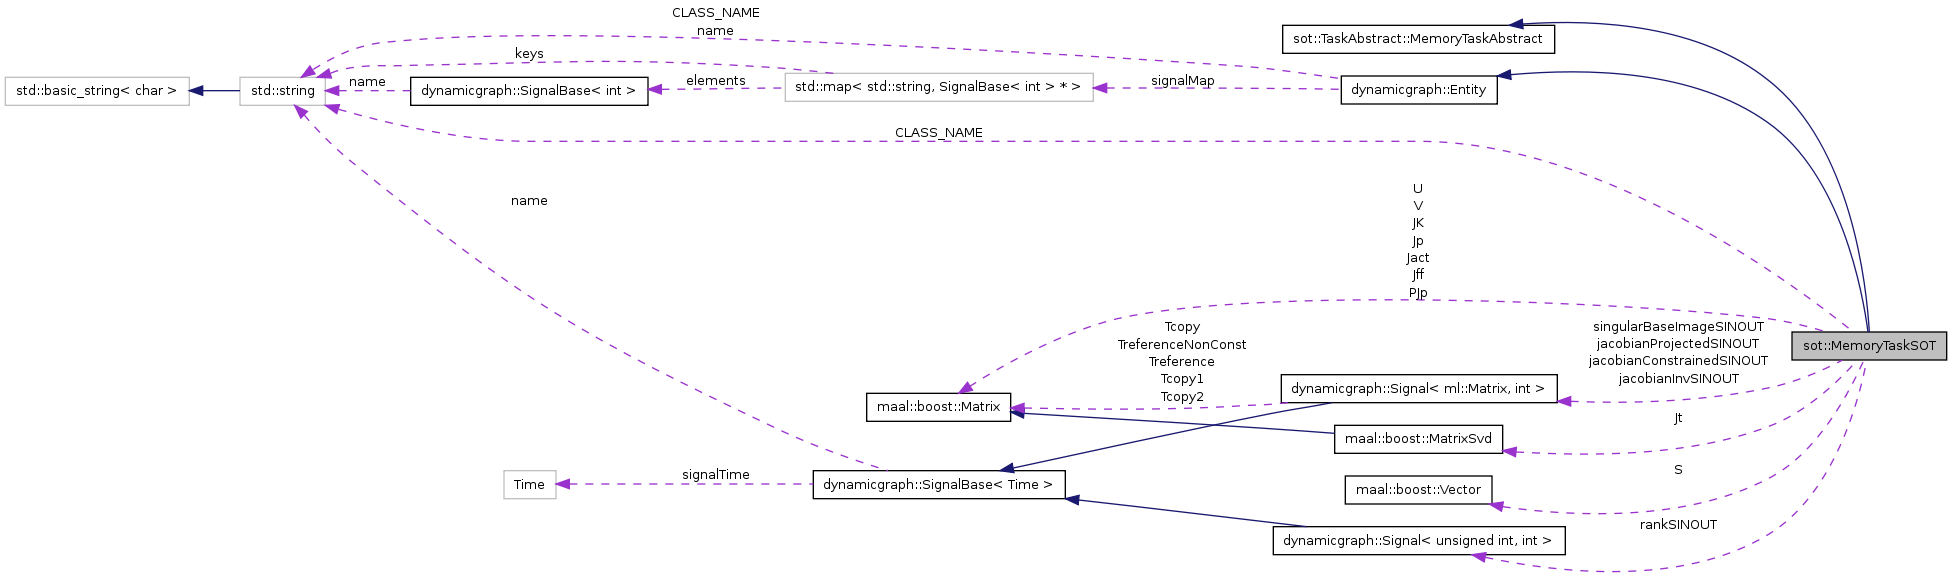 CLASS_NAME
name
sot::TaskAbstract::MemoryTaskAbstract
keys
elements
signalMap
name
std::basic_string< char >
std::string
dynamicgraph::SignalBase< int >
std::map< std::string, SignalBase< int > * >
dynamicgraph::Entity
CLASS_NAME
name
U
V
JK
Jp
Jact
Jff
PJp
Tcopy
TreferenceNonConst
Treference
Tcopy1
Tcopy2
singularBaseImageSINOUT
jacobianProjectedSINOUT
jacobianConstrainedSINOUT
jacobianInvSINOUT
sot::MemoryTaskSOT
dynamicgraph::Signal< ml::Matrix, int >
maal::boost::Matrix
Jt
maal::boost::MatrixSvd
S
signalTime
Time
dynamicgraph::SignalBase< Time >
maal::boost::Vector
rankSINOUT
dynamicgraph::Signal< unsigned int, int >